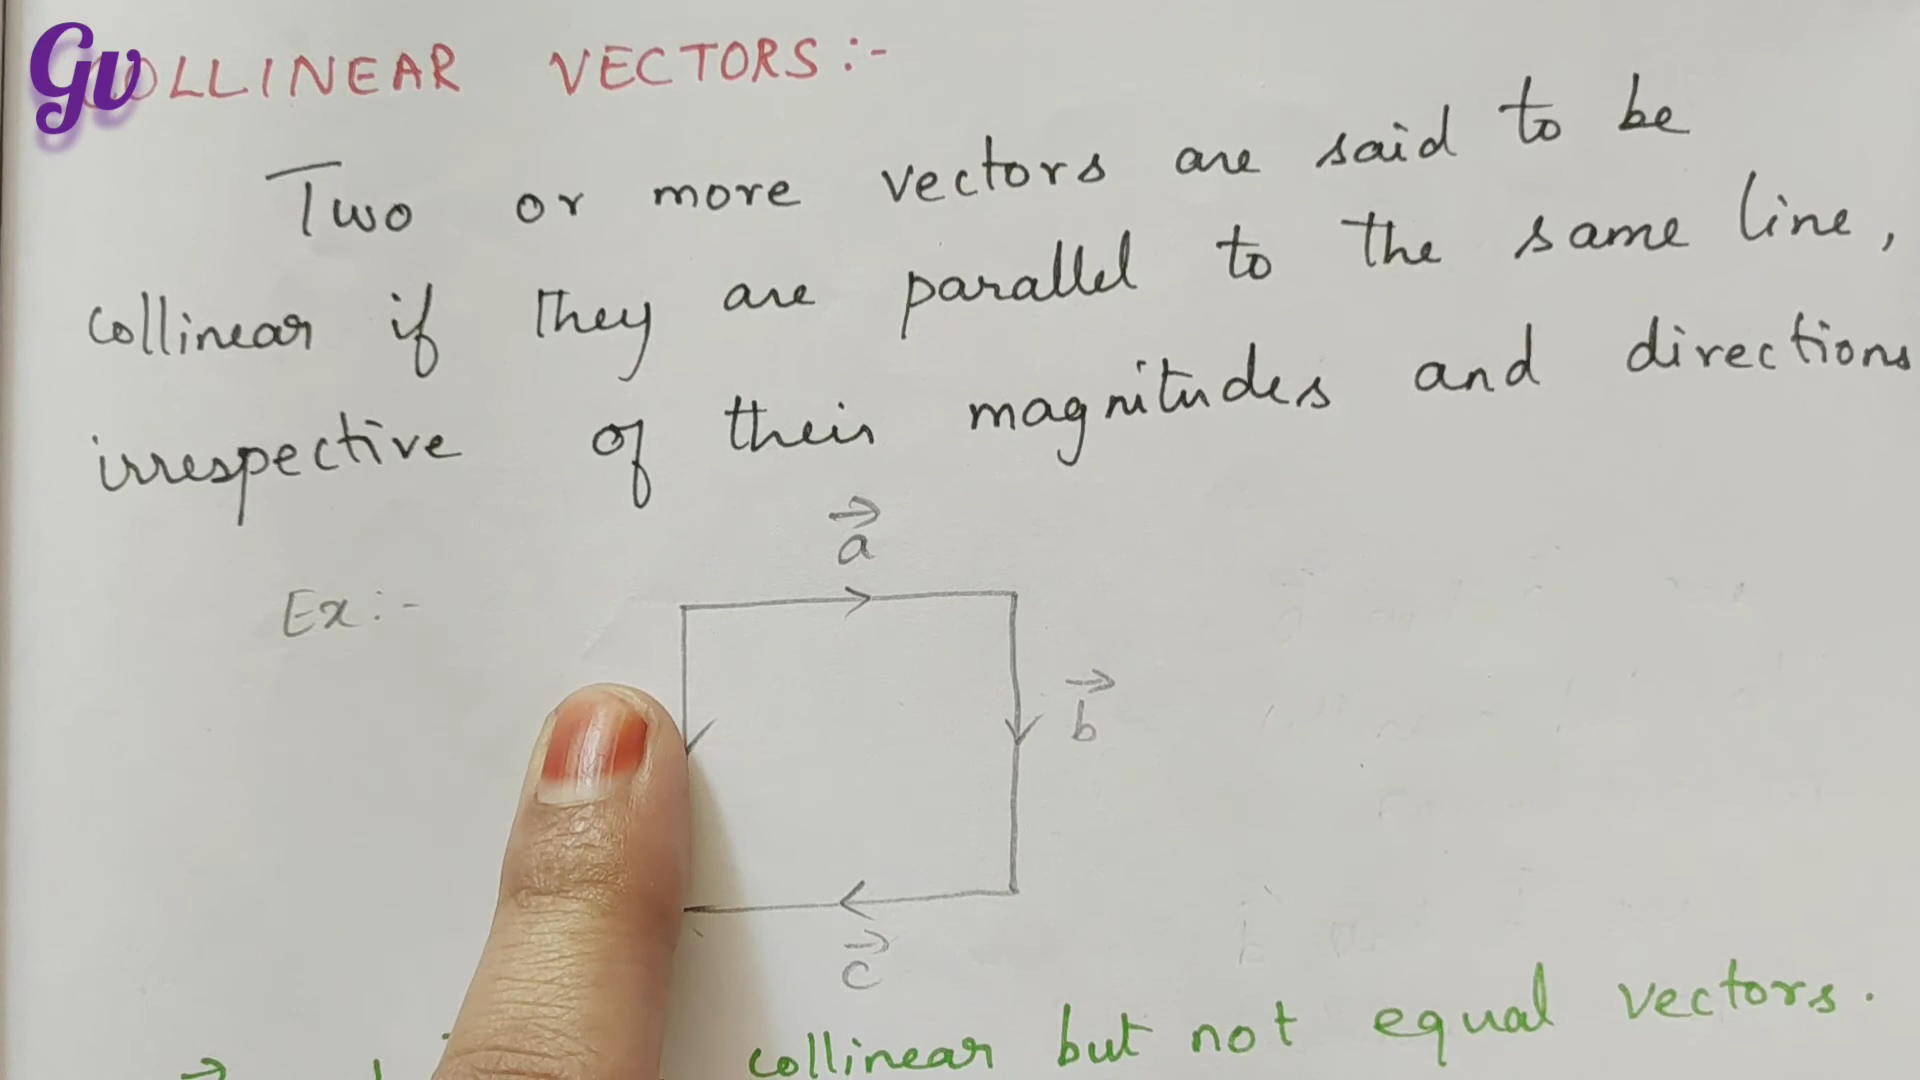 Gv
COLLINEAR VECTORS:-
Two or more vectors are said to be
collinear if they are parallel to the same line,
irrespective of their magnitudes and directions
a
Ex:-
b
c
collinear but not equal vectors.